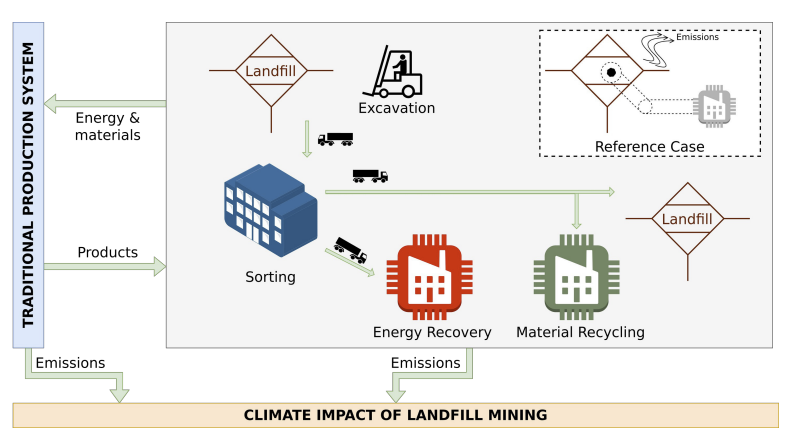 TRADITIONAL PRODUCTION SYSTEM
Landfill
Excavation
Emissions
Reference Case
Energy &
materials
Sorting
Landfill
Products
Energy Recovery
Material Recycling
Emissions
Emissions
CLIMATE IMPACT OF LANDFILL MINING